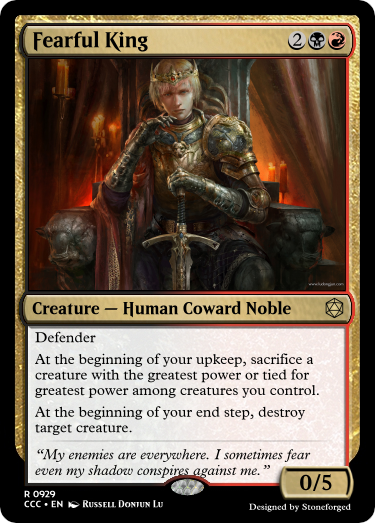 Fearful King
2
Creature — Human Coward Noble
Defender
At the beginning of your upkeep, sacrifice a
creature with the greatest power or tied for
greatest power among creatures you control.
At the beginning of your end step, destroy
target creature.
“My enemies are everywhere. I sometimes fear
even my shadow conspires against me.”
0/5
R 0929
CCC • EN Russell Donjun Lu
Designed by Stoneforged